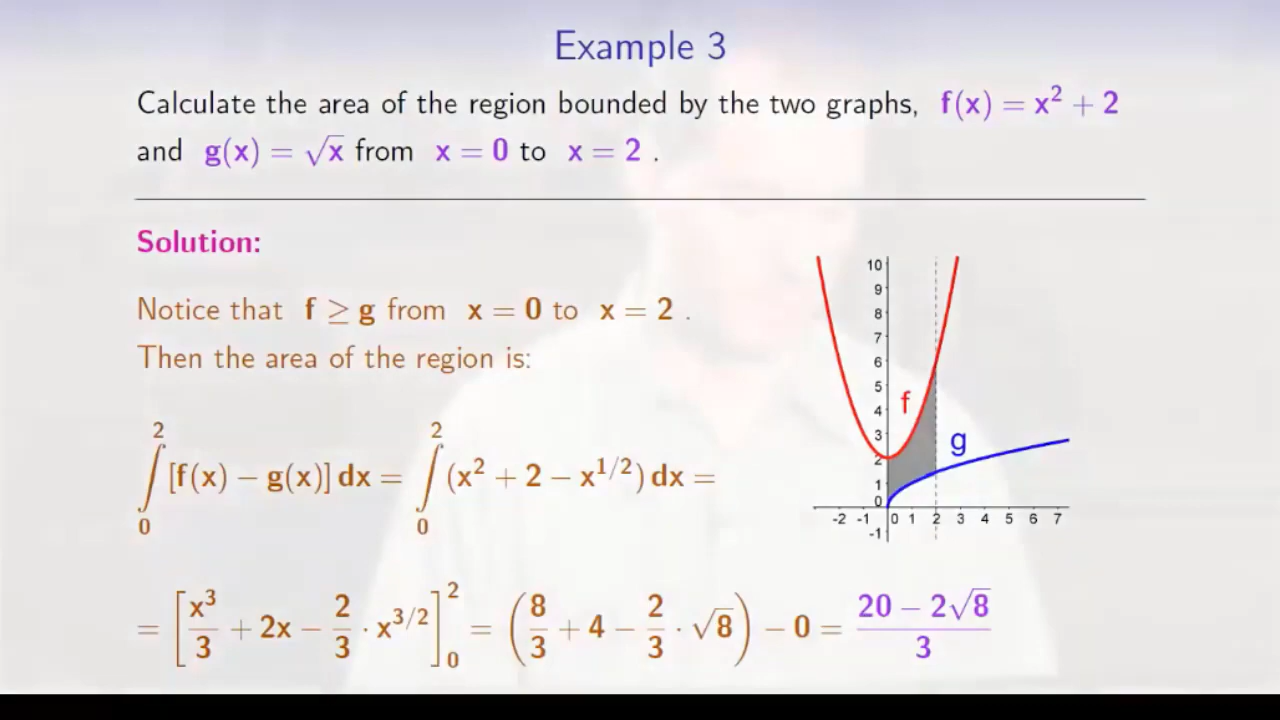 Example 3
Calculate the area of the region bounded by the two graphs, f(x) = x² + 2
and g(x) = √x from x = 0 to x = 2 .
Solution:
Notice that f ≥ g from x = 0 to x = 2 .
Then the area of the region is:
∫₀² [f(x) − g(x)] dx = ∫₀² (x² + 2 − x^{1/2}) dx =
= [x³/3 + 2x − 2/3 · x^{3/2}]₀² = (8/3 + 4 − 2/3 · √8) − 0 = (20 − 2√8)/3
10
9
8
7
6
5
4
3
2
1
0
-1
f
g
-2 -1 0 1 2 3 4 5 6 7